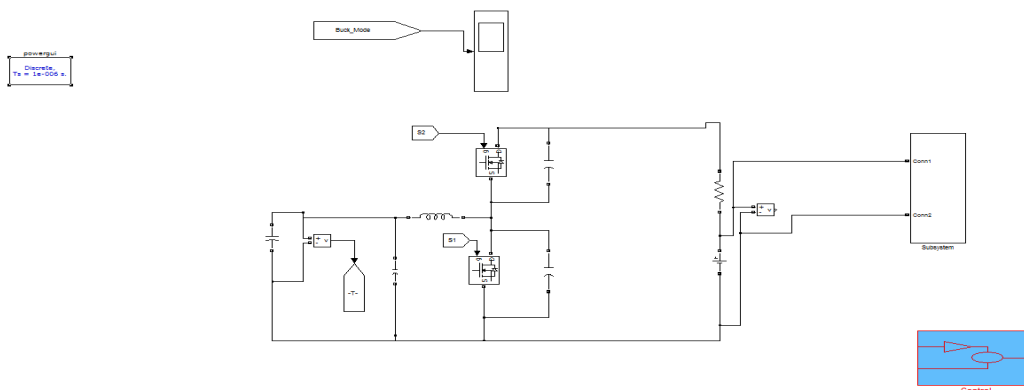 Buck_Mode
powergui
Discrete,
Ts = 1e-006 s.
S2
g
D
S
Conn1
+
-
v
S1
g
D
S
+
-
v
Conn2
Subsystem
-T-
Control